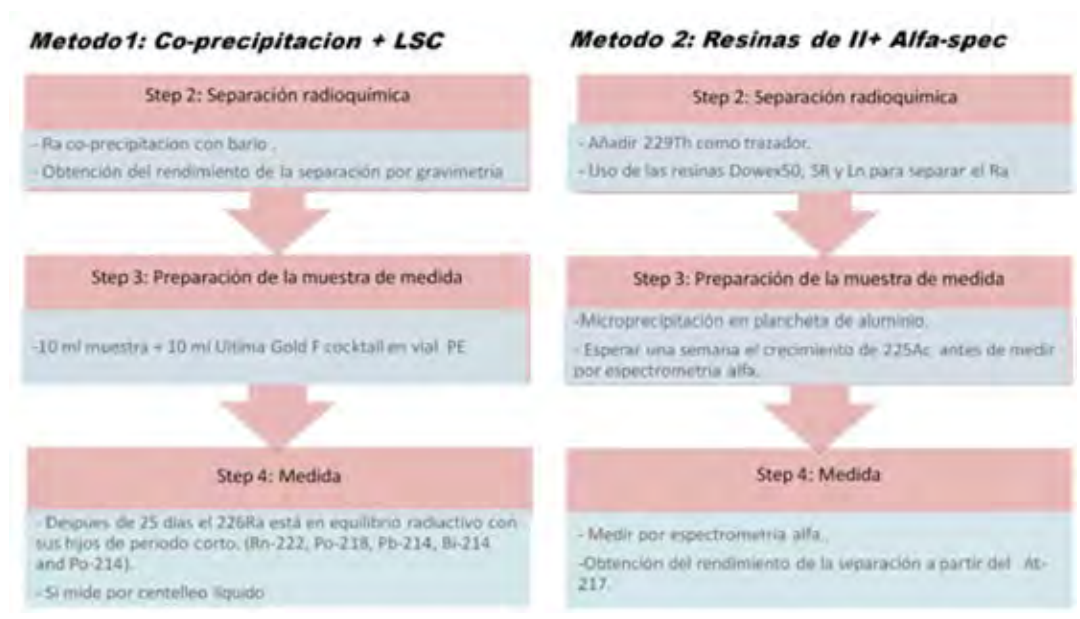 Metodo1: Co-precipitacion + LSC
Step 2: Separación radioquímica
- Ra co-precipitacion con bario .
- Obtención del rendimiento de la separación por gravimetria
Step 3: Preparación de la muestra de medida
-10 ml muestra + 10 ml Ultima Gold F cocktail en vial PE
Step 4: Medida
- Despues de 25 dias el 226Ra está en equilibrio radiactivo con
sus hijos de periodo corto. (Rn-222, Po-218, Pb-214, Bi-214
and Po-214).
- Si mide por centelleo líquido
Metodo 2: Resinas de II+ Alfa-spec
Step 2: Separación radioquímica
- Añadir 229Th como trazador.
- Uso de las resinas Dowex50, SR y Ln para separar el Ra
Step 3: Preparación de la muestra de medida
-Microprecipitación en plancheta de aluminio.
- Esperar una semana el crecimiento de 225Ac antes de medir
por espectrometria alfa.
Step 4: Medida
- Medir por espectrometria alfa.
-Obtención del rendimiento de la separación a partir del At-
217.